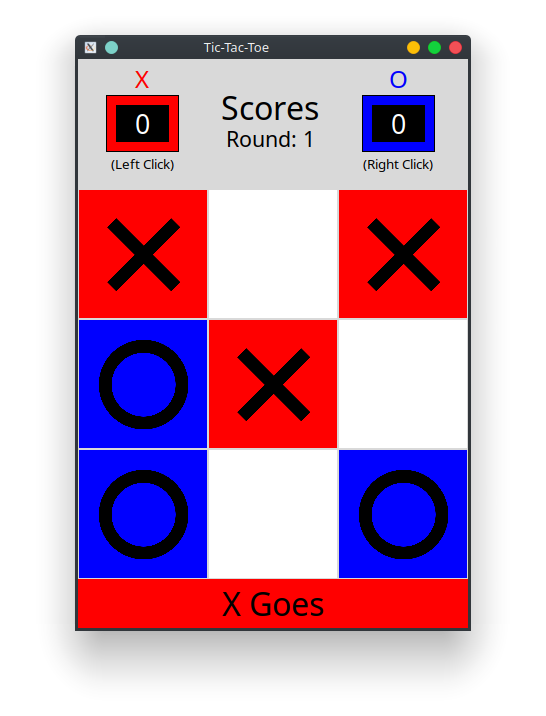 Tic-Tac-Toe
X
O
0
Scores
0
Round: 1
(Left Click)
(Right Click)
X Goes